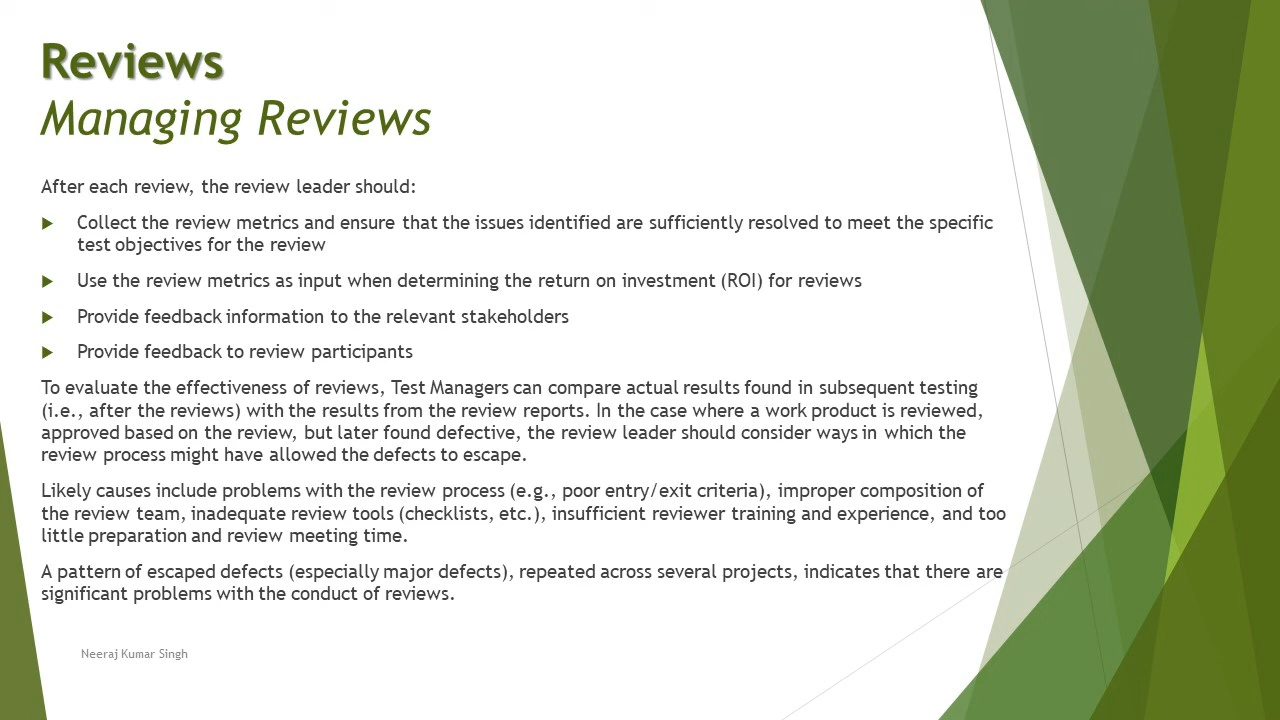 Reviews
Managing Reviews
After each review, the review leader should:
Collect the review metrics and ensure that the issues identified are sufficiently resolved to meet the specific
test objectives for the review
Use the review metrics as input when determining the return on investment (ROI) for reviews
Provide feedback information to the relevant stakeholders
Provide feedback to review participants
To evaluate the effectiveness of reviews, Test Managers can compare actual results found in subsequent testing
(i.e., after the reviews) with the results from the review reports. In the case where a work product is reviewed,
approved based on the review, but later found defective, the review leader should consider ways in which the
review process might have allowed the defects to escape.
Likely causes include problems with the review process (e.g., poor entry/exit criteria), improper composition of
the review team, inadequate review tools (checklists, etc.), insufficient reviewer training and experience, and too
little preparation and review meeting time.
A pattern of escaped defects (especially major defects), repeated across several projects, indicates that there are
significant problems with the conduct of reviews.
Neeraj Kumar Singh